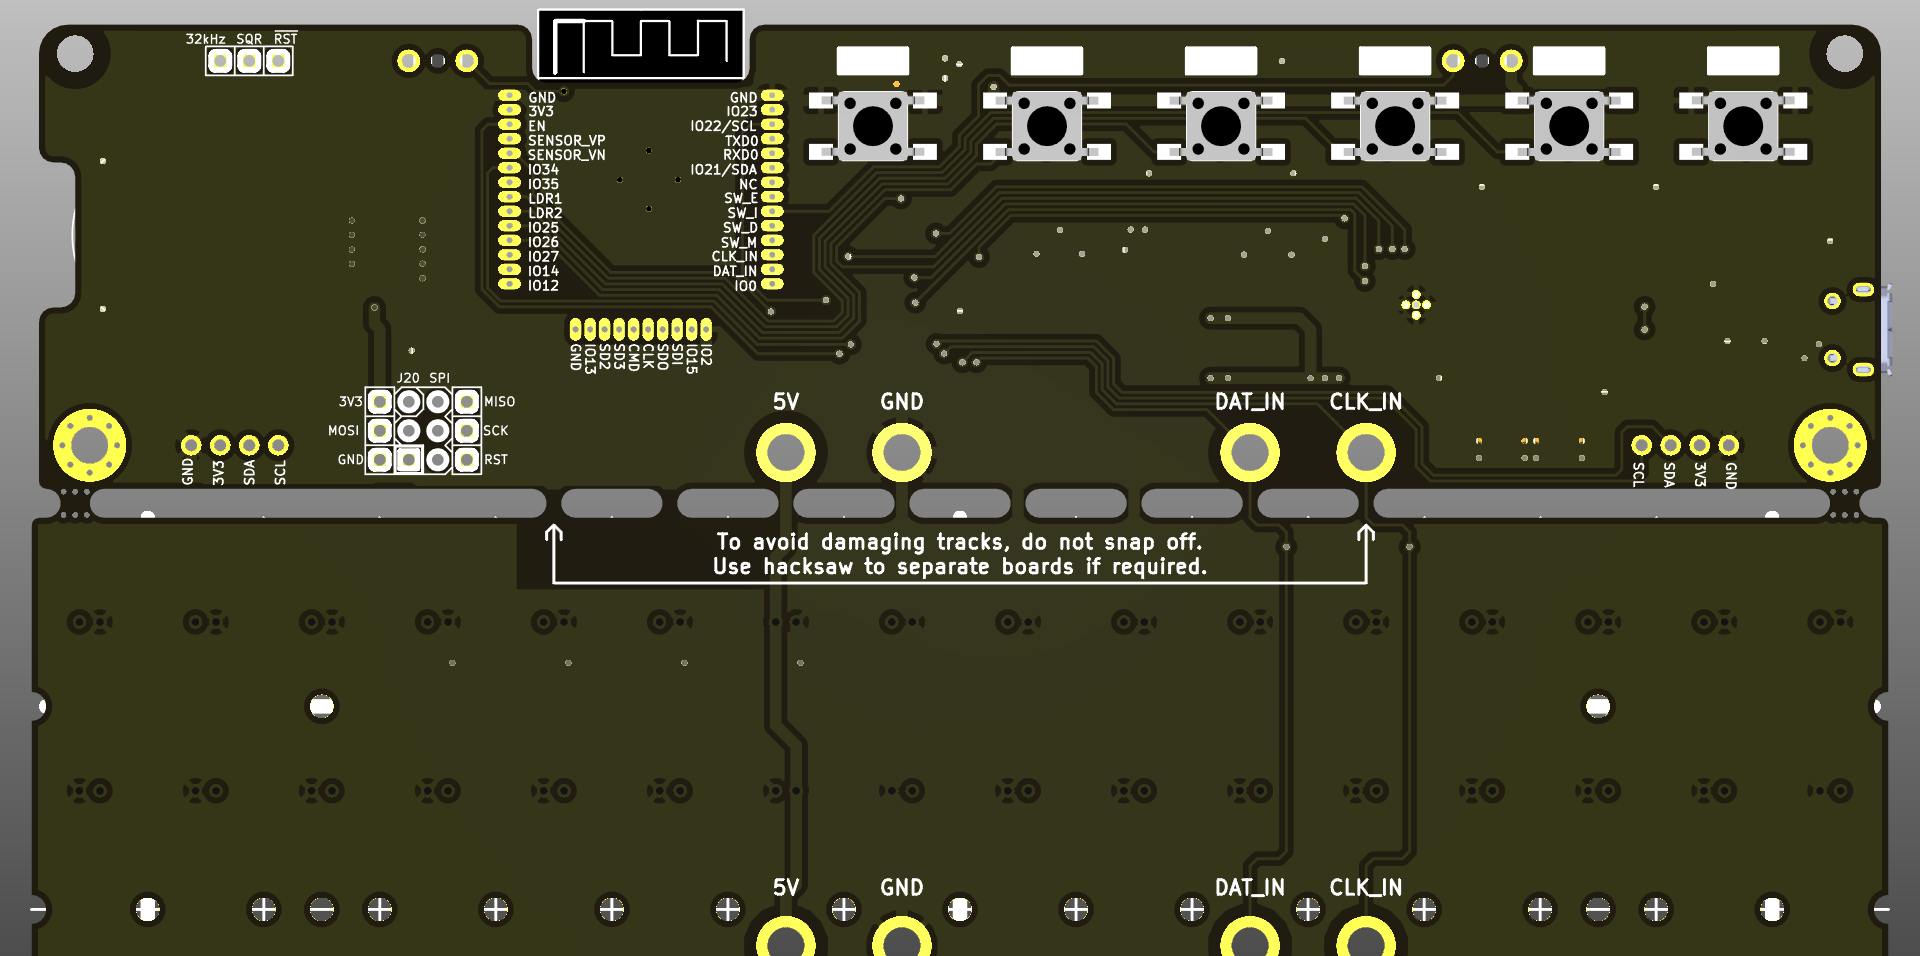 32kHz SQR RST
GND
3V3
EN
SENSOR_VP
SENSOR_VN
IO34
IO35
LDR1
LDR2
IO25
IO26
IO27
IO14
IO12
GND
IO23
IO22/SCL
TXD0
RXD0
IO21/SDA
NC
SW_E
SW_I
SW_D
SW_M
CLK_IN
DAT_IN
IO0
GND
IO13
SD2
SD3
CMD
CLK
SD0
SDI
IO15
IO2
J20 SPI
3V3 MISO
MOSI SCK
GND RST
GND
3V3
SDA
SCL
5V GND DAT_IN CLK_IN
SCL
SDA
3V3
GND
To avoid damaging tracks, do not snap off.
Use hacksaw to separate boards if required.
5V GND DAT_IN CLK_IN